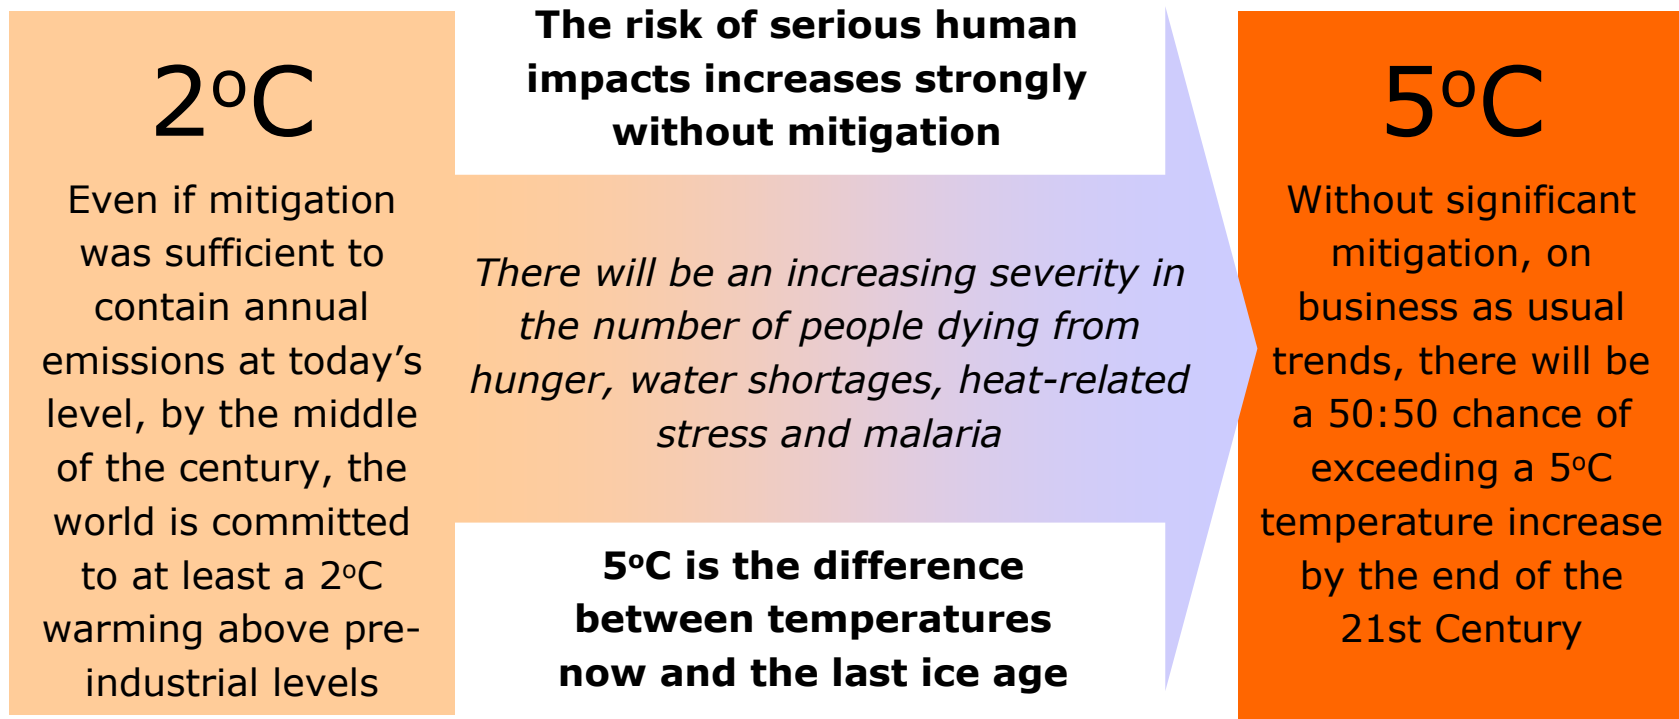 2ºC
Even if mitigation
was sufficient to
contain annual
emissions at today’s
level, by the middle
of the century, the
world is committed
to at least a 2ºC
warming above pre-
industrial levels
The risk of serious human
impacts increases strongly
without mitigation
There will be an increasing severity in
the number of people dying from
hunger, water shortages, heat-related
stress and malaria
5ºC is the difference
between temperatures
now and the last ice age
5ºC
Without significant
mitigation, on
business as usual
trends, there will be
a 50:50 chance of
exceeding a 5ºC
temperature increase
by the end of the
21st Century